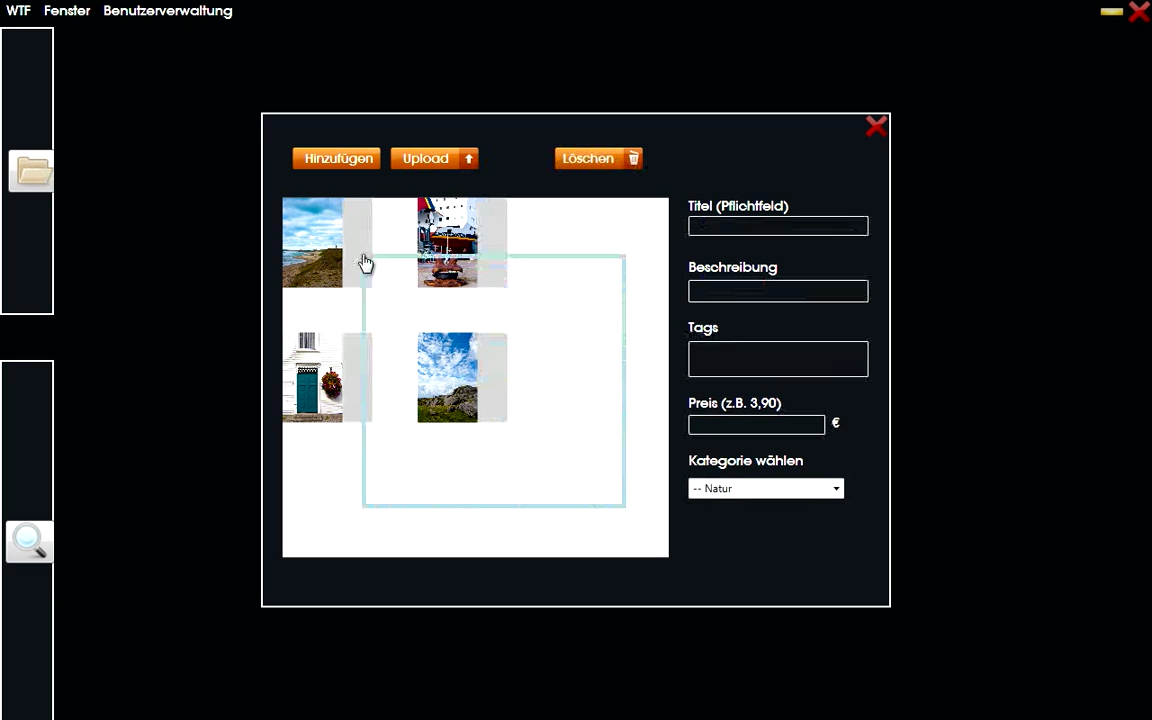 WTF Fenster Benutzerverwaltung
Hinzufügen Upload Löschen
Titel (Pflichtfeld)
Beschreibung
Tags
Preis (z.B. 3,90)
€
Kategorie wählen
-- Natur